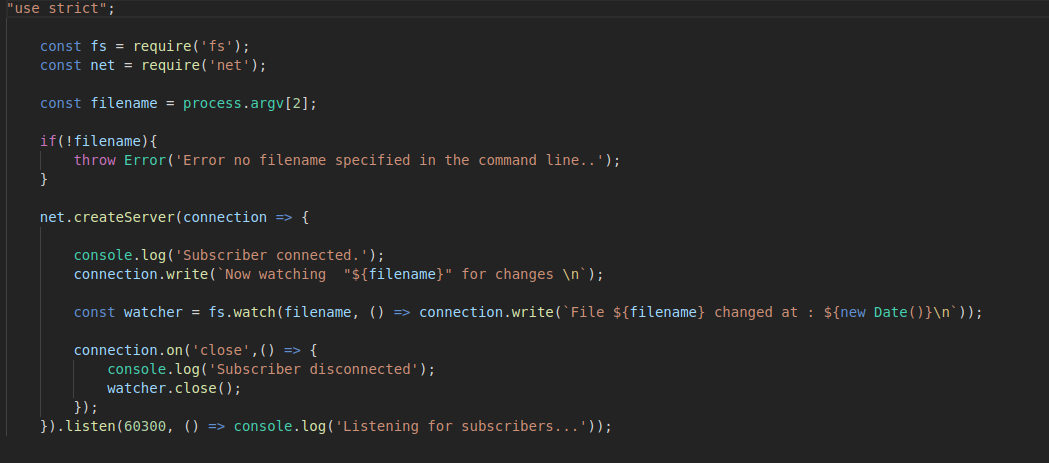 "use strict";
const fs = require('fs');
const net = require('net');
const filename = process.argv[2];
if(!filename){
throw Error('Error no filename specified in the command line..');
}
net.createServer(connection => {
console.log('Subscriber connected.');
connection.write(`Now watching  "${filename}" for changes \n`);
const watcher = fs.watch(filename, () => connection.write(`File ${filename} changed at : ${new Date()}\n`));
connection.on('close',() => {
console.log('Subscriber disconnected');
watcher.close();
});
}).listen(60300, () => console.log('Listening for subscribers...'));